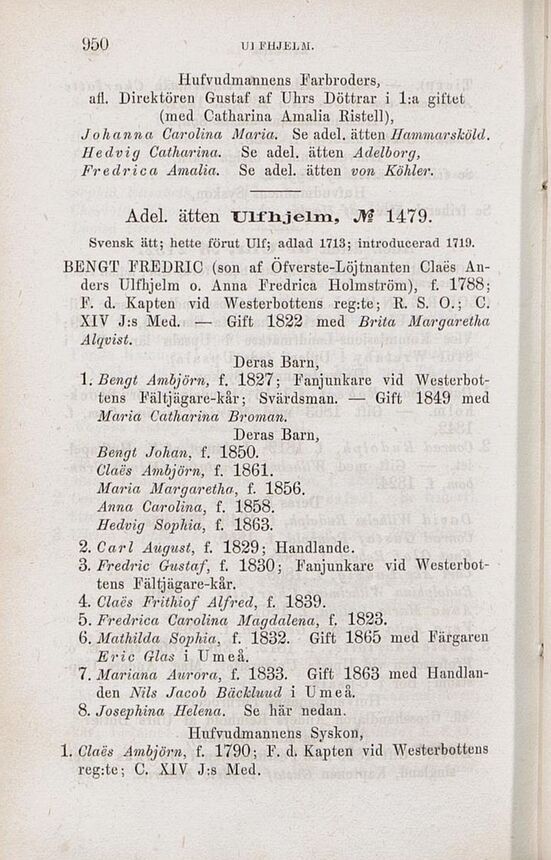 950
ULFHJELM.
Hufvudmannens Farbroders,
afl. Direktören Gustaf af Uhrs Döttrar i 1:a giftet
(med Catharina Amalia Ristell),
Johanna Carolina Maria. Se adel. ätten Hammarsköld.
Hedvig Catharina. Se adel. ätten Adelborg,
Fredrica Amalia. Se adel. ätten von Köhler.
Adel. ätten Ulfhjelm, № 1479.
Svensk ätt; hette förut Ulf; adlad 1713; introducerad 1719.
BENGT FREDRIC (son af Öfverste-Löjtnanten Claës An-
ders Ulfhjelm o. Anna Fredrica Holmström), f. 1788;
F. d. Kapten vid Westerbottens reg:te; R. S. O.; C.
XIV J:s Med. — Gift 1822 med Brita Margaretha
Alqvist.
Deras Barn,
1. Bengt Ambjörn, f. 1827; Fanjunkare vid Westerbot-
tens Fältjägare-kår; Svärdsman. — Gift 1849 med
Maria Catharina Broman.
Deras Barn,
Bengt Johan, f. 1850.
Claës Ambjörn, f. 1861.
Maria Margaretha, f. 1856.
Anna Carolina, f. 1858.
Hedvig Sophia, f. 1863.
2. Carl August, f. 1829; Handlande.
3. Fredric Gustaf, f. 1830; Fanjunkare vid Westerbot-
tens Fältjägare-kår.
4. Claës Frithiof Alfred, f. 1839.
5. Fredrica Carolina Magdalena, f. 1823.
6. Mathilda Sophia, f. 1832. Gift 1865 med Färgaren
Eric Glas i Umeå.
7. Mariana Aurora, f. 1833. Gift 1863 med Handlan-
den Nils Jacob Bäcklund i Umeå.
8. Josephina Helena. Se här nedan.
Hufvudmannens Syskon,
1. Claës Ambjörn, f. 1790; F. d. Kapten vid Westerbottens
reg:te; C. XIV J:s Med.